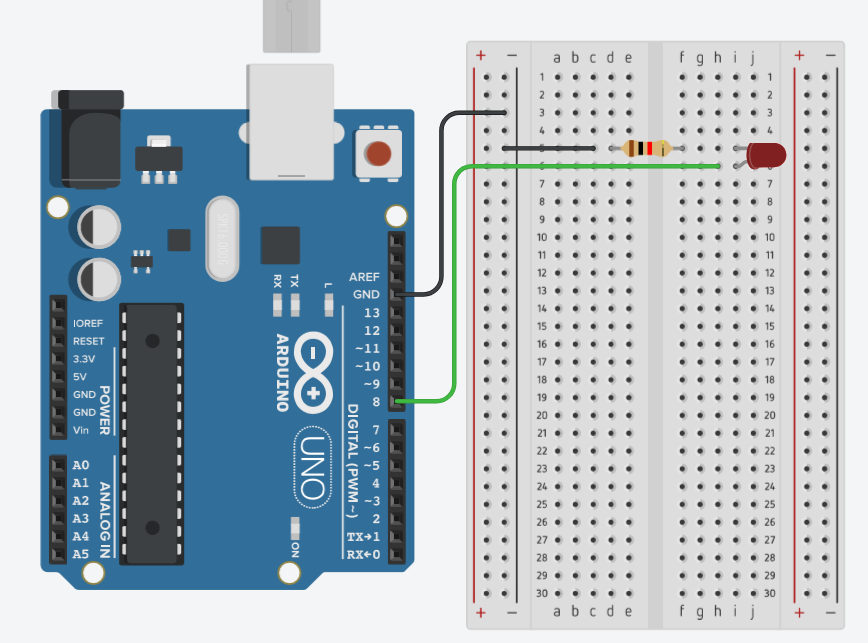 + − a b c d e f g h i j + −
1 1
2 2
3 3
4 4
5
6
7 7
8 8
9 9
10 10
11 11
12 12
13 13
14 14
15 15
16 16
17 17
18 18
19 19
20 20
21 21
22 22
23 23
24 24
25 25
26 26
27 27
28 28
29 29
30 30
+ − a b c d e f g h i j + −
AREF
GND
13
12
~11
~10
~9
8
7
~6
~5
4
~3
2
TX→1
RX←0
DIGITAL (PWM~)
RX
TX
L
ARDUINO
UNO
ON
IOREF
RESET
3.3V
5V
GND
GND
Vin
POWER
A0
A1
A2
A3
A4
A5
ANALOG IN